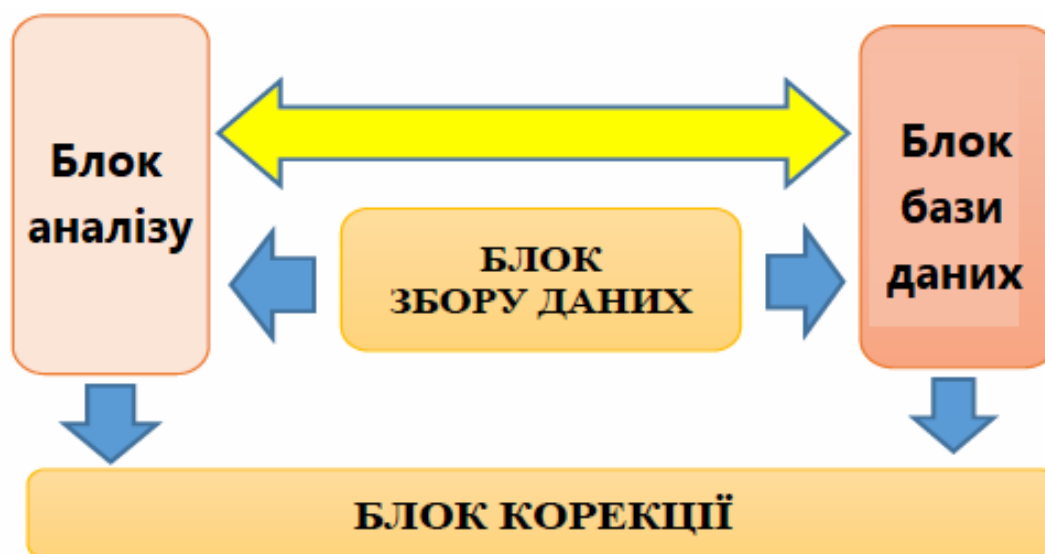 Блок
аналізу
БЛОК
ЗБОРУ ДАНИХ
Блок
бази
даних
БЛОК КОРЕКЦІЇ